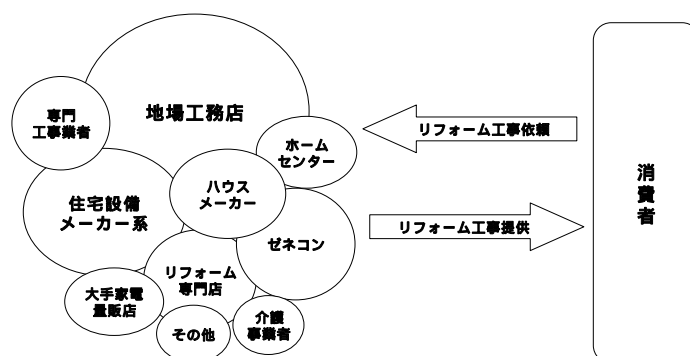 地場工務店
専門
工事業者
ホーム
センター
リフォーム工事依頼
ハウス
メーカー
住宅設備
メーカー系
消費者
ゼネコン
リフォーム工事提供
リフォーム
専門店
大手家電
量販店
介護
事業者
その他